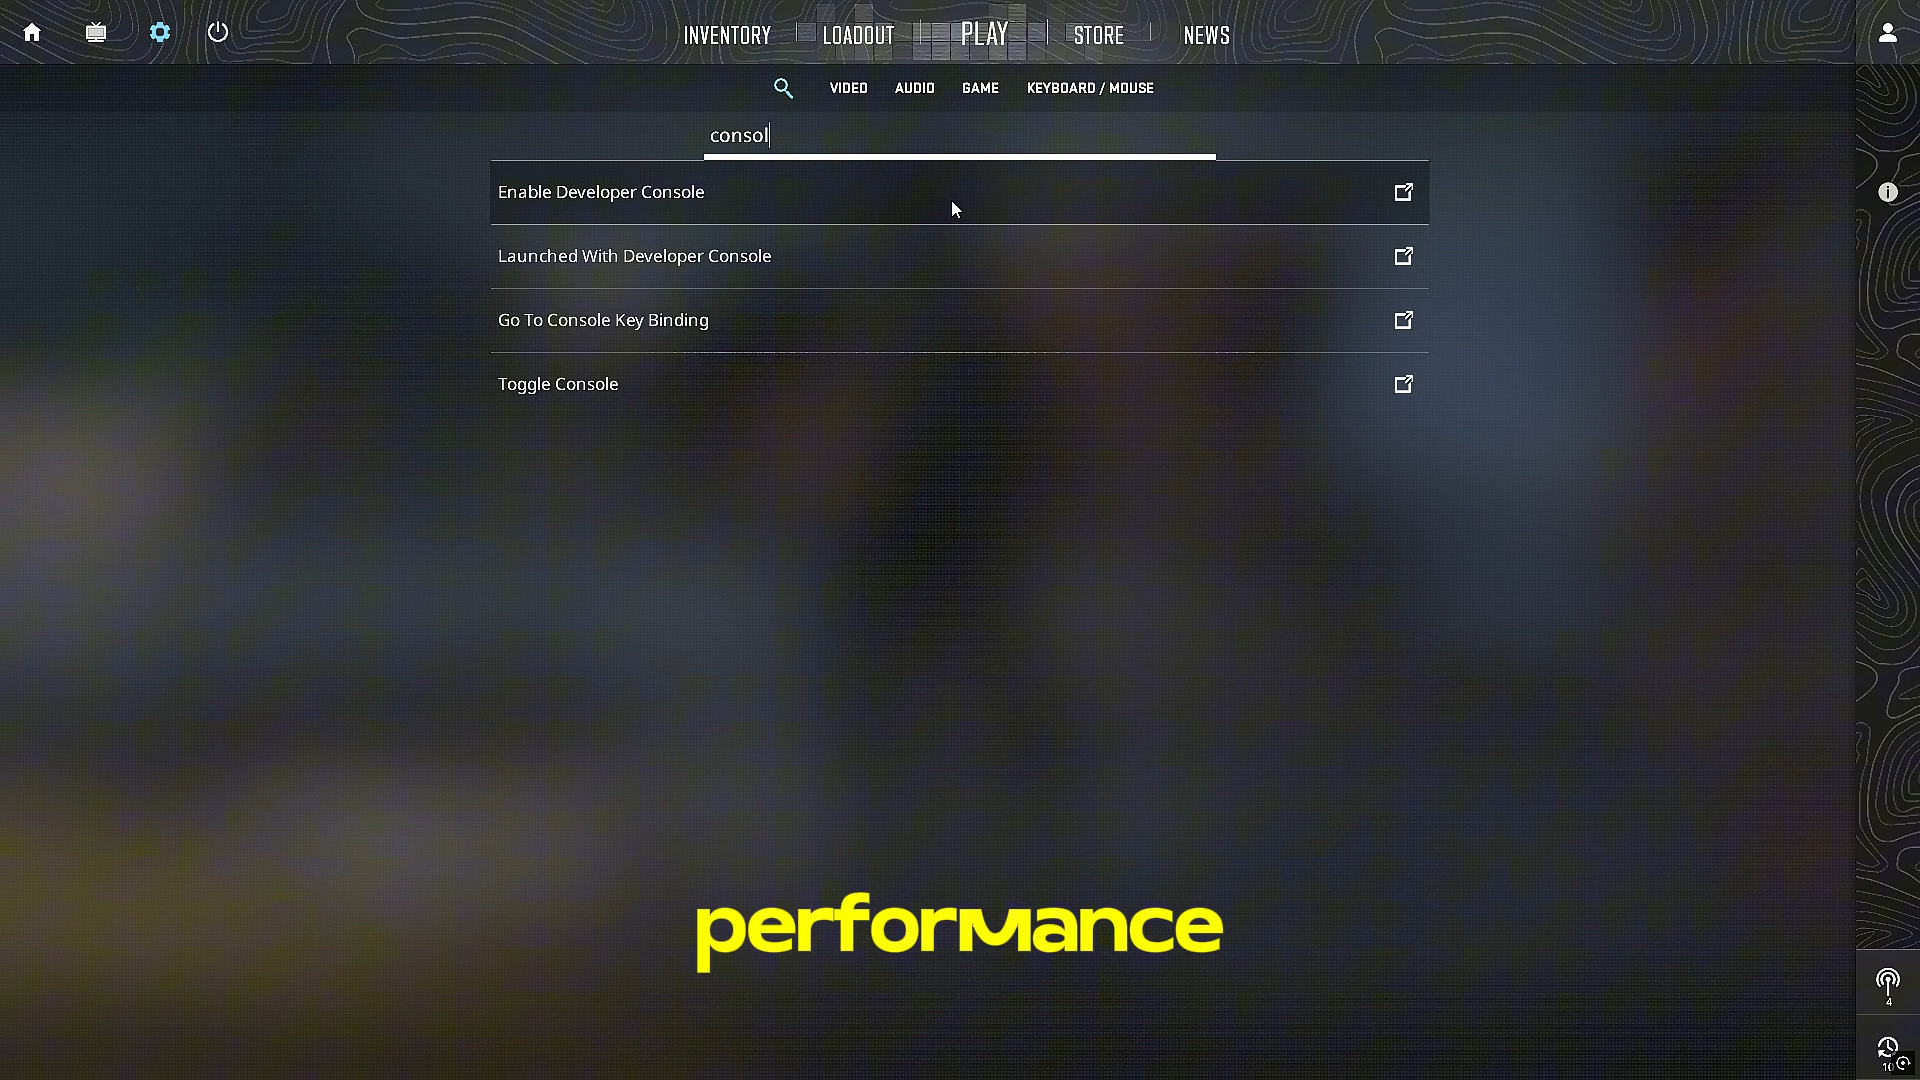 INVENTORY LOADOUT PLAY STORE NEWS
VIDEO AUDIO GAME KEYBOARD / MOUSE
consol
Enable Developer Console
Launched With Developer Console
Go To Console Key Binding
Toggle Console
performance
4